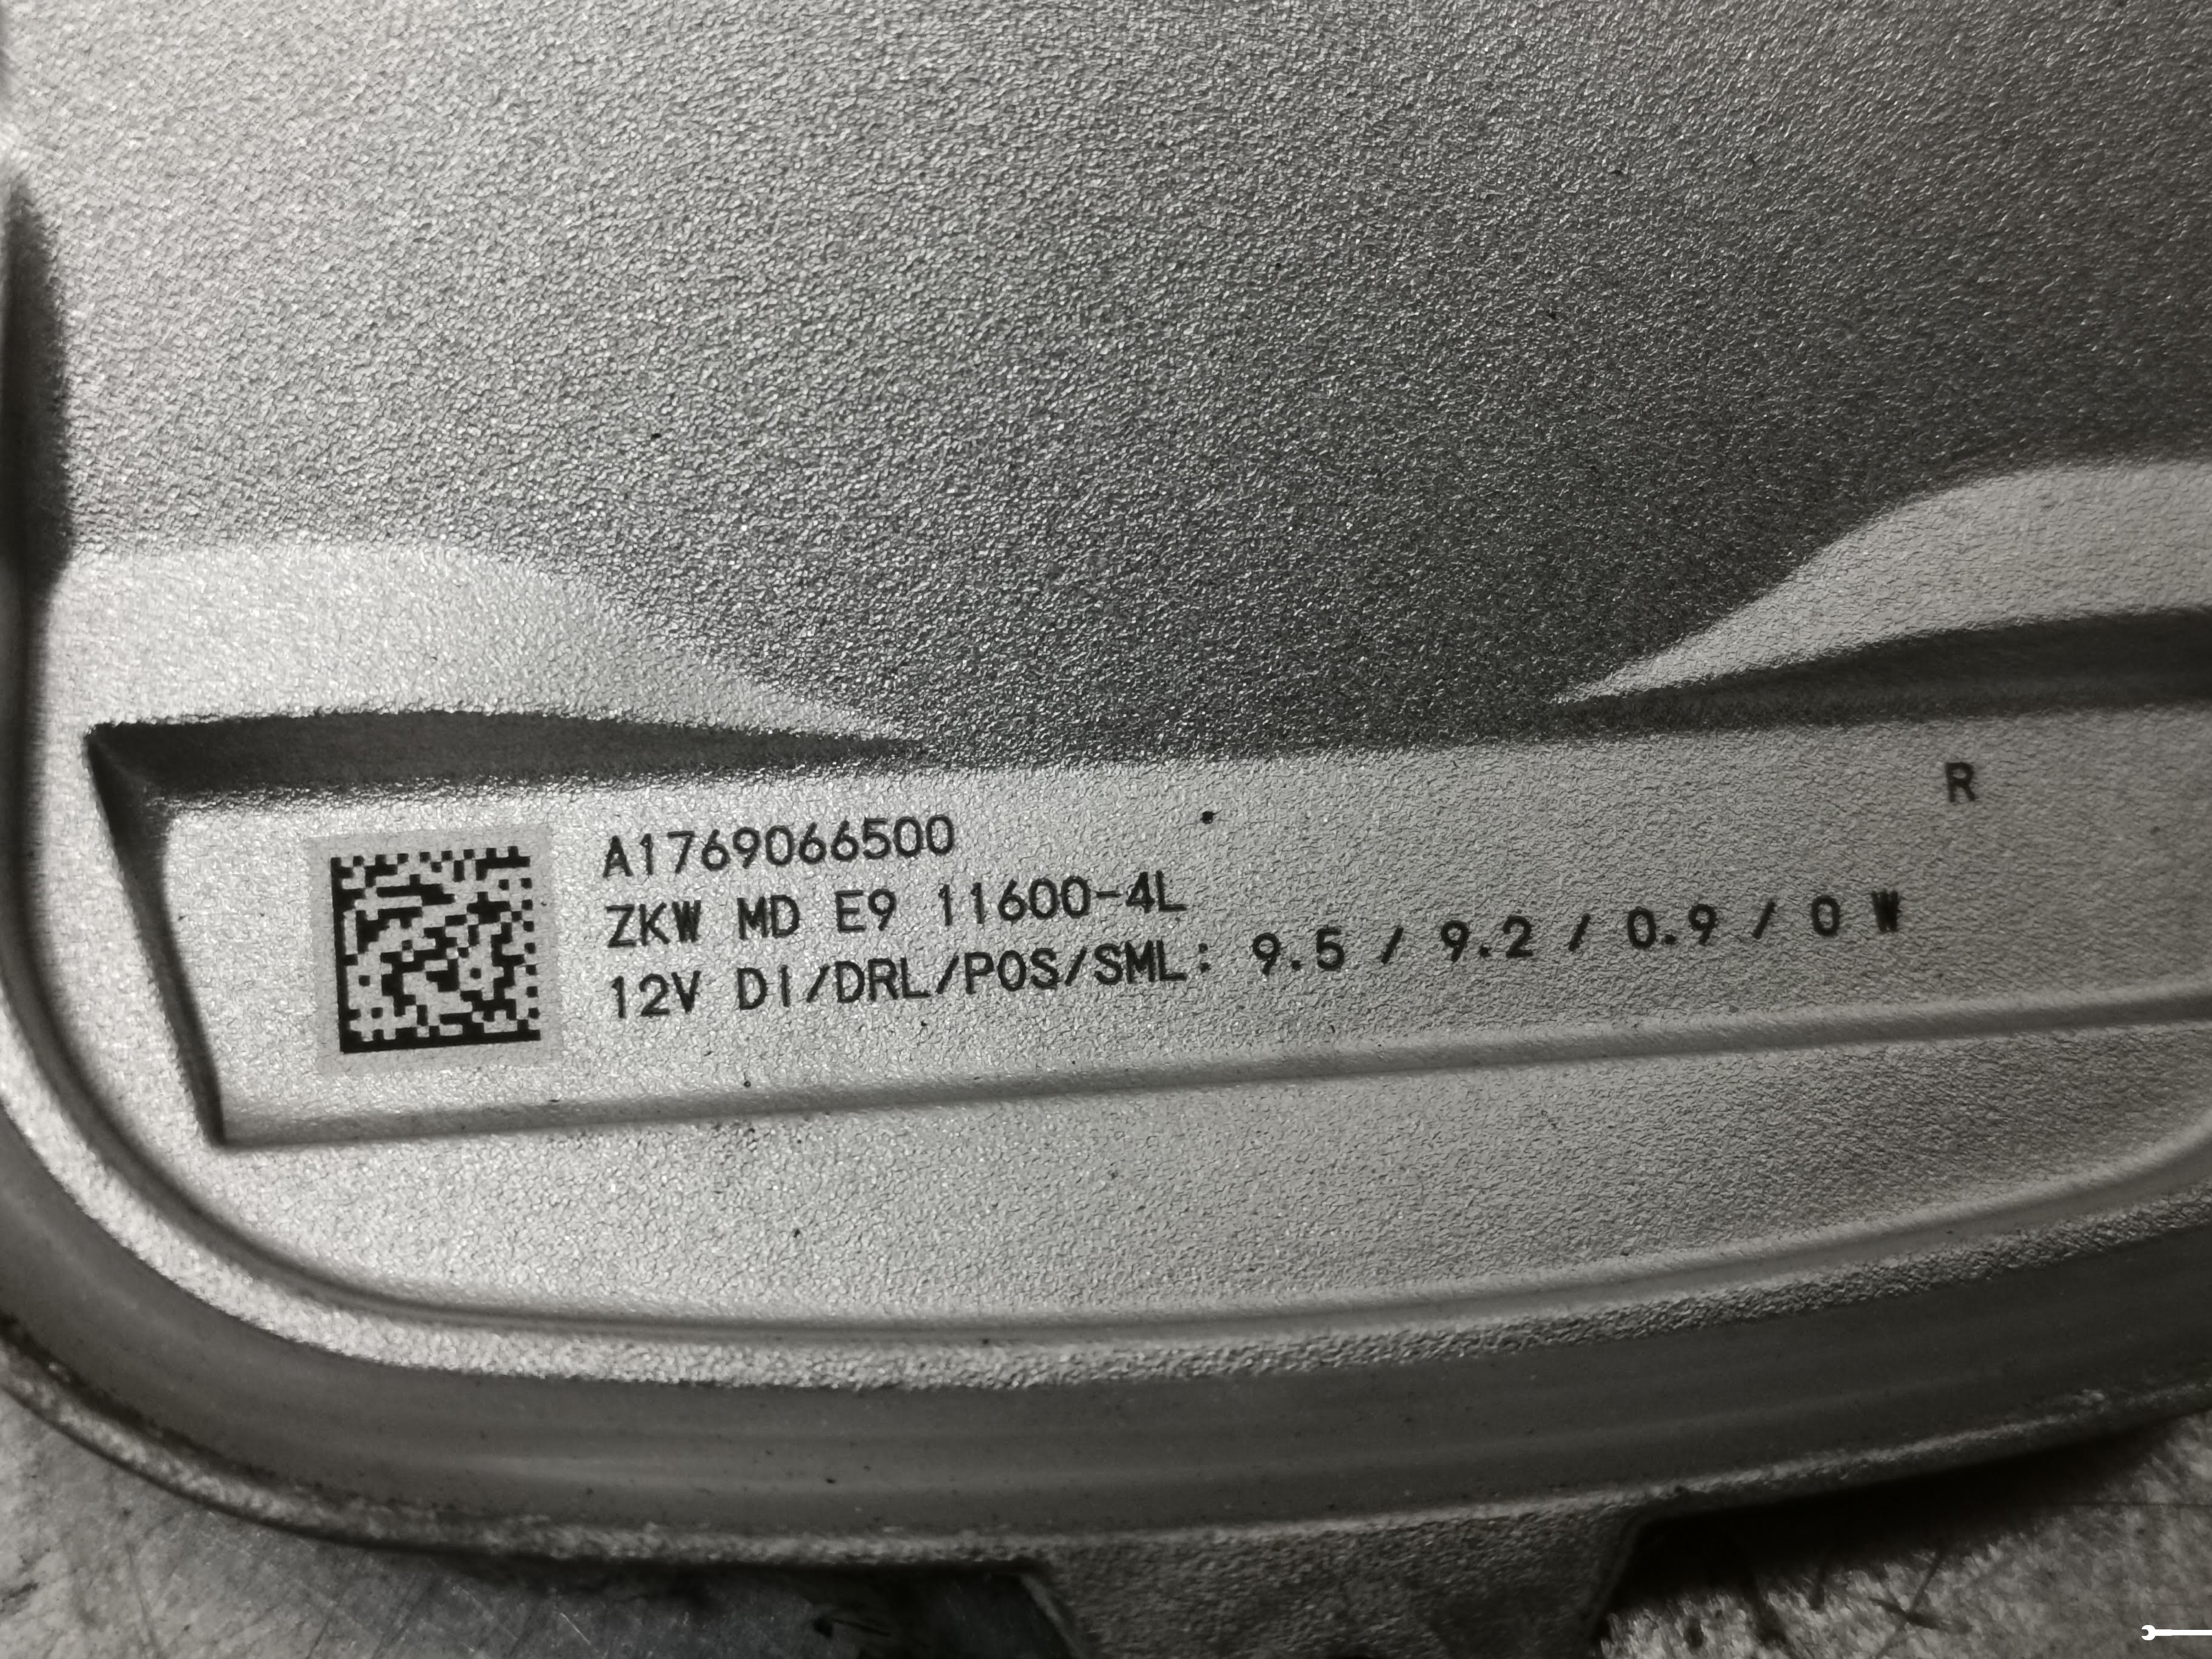 R
A1769066500
ZKW MD E9 11600-4L
12V DI/DRL/POS/SML: 9.5 / 9.2 / 0.9 / 0 W